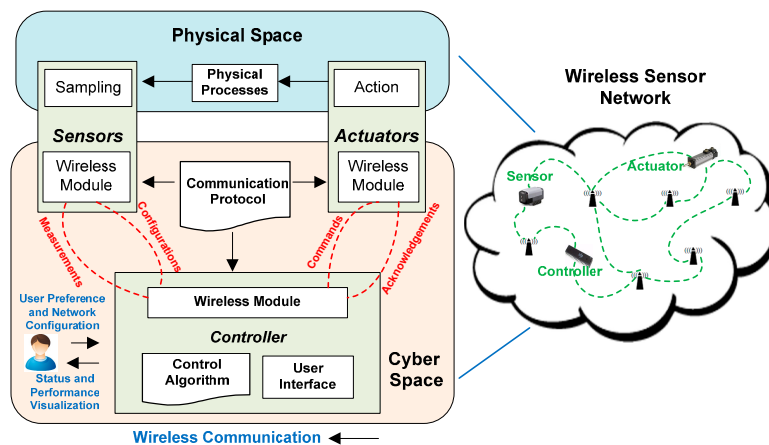 Physical Space
Sampling
Physical
Processes
Action
Sensors
Actuators
Wireless
Module
Wireless
Module
Communication
Protocol
Measurements
Configurations
Commands
Acknowledgements
Wireless Module
Controller
Control
Algorithm
User
Interface
Cyber
Space
User Preference
and Network
Configuration
Status and
Performance
Visualization
Wireless Communication
Wireless Sensor
Network
Sensor
Actuator
Controller